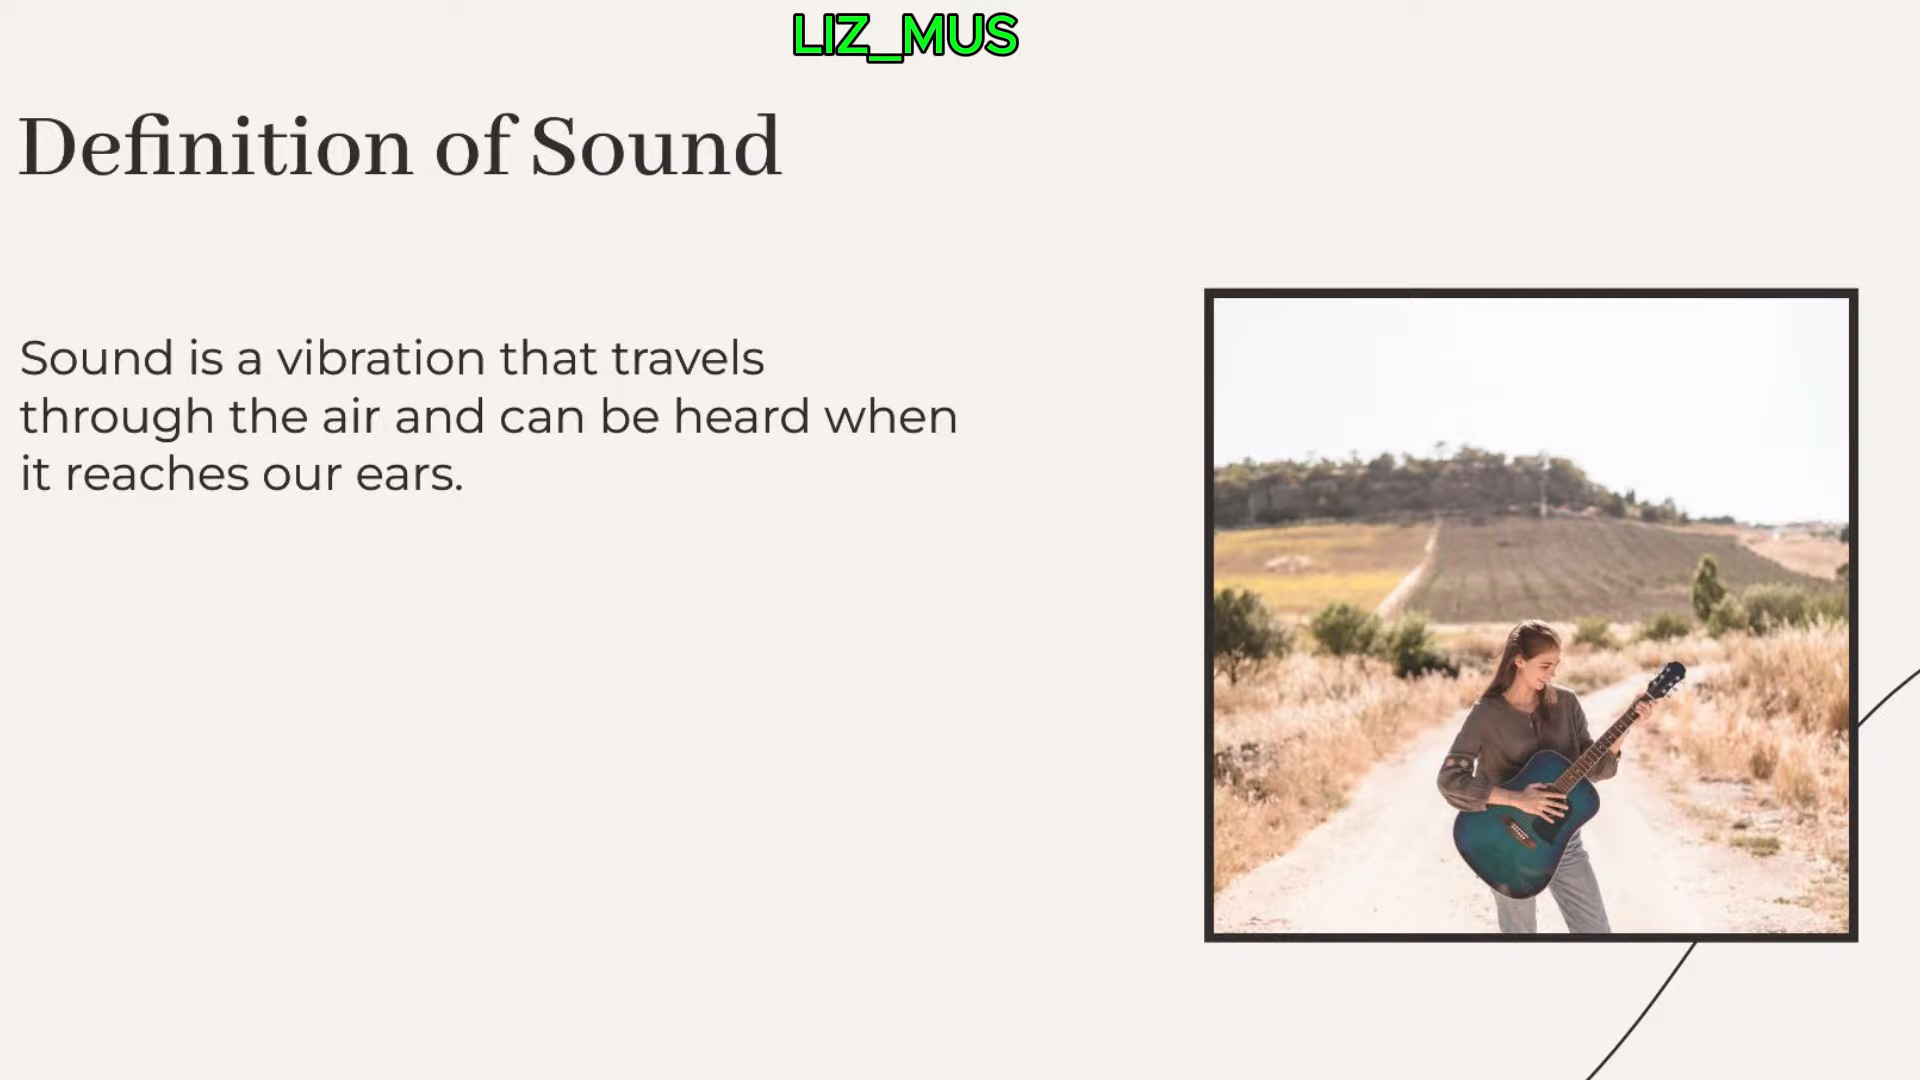 LIZ_MUS
Definition of Sound
Sound is a vibration that travels
through the air and can be heard when
it reaches our ears.